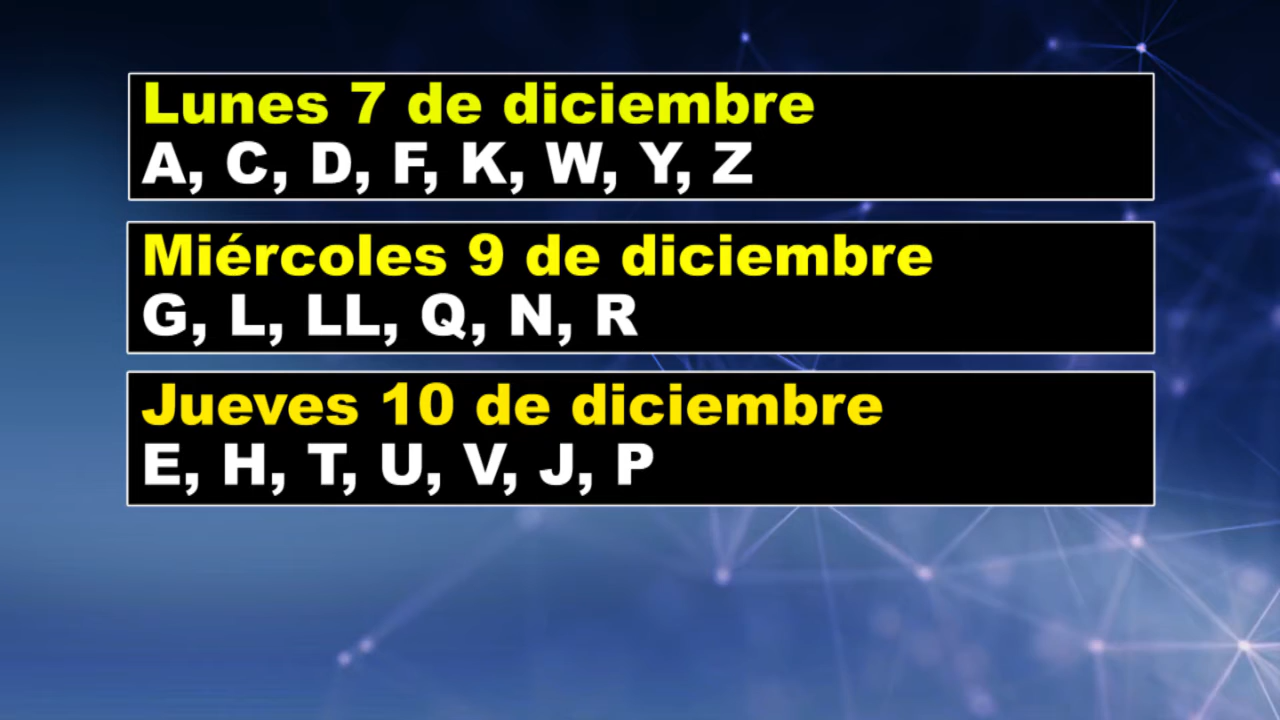 Lunes 7 de diciembre
A, C, D, F, K, W, Y, Z
Miércoles 9 de diciembre
G, L, LL, Q, N, R
Jueves 10 de diciembre
E, H, T, U, V, J, P